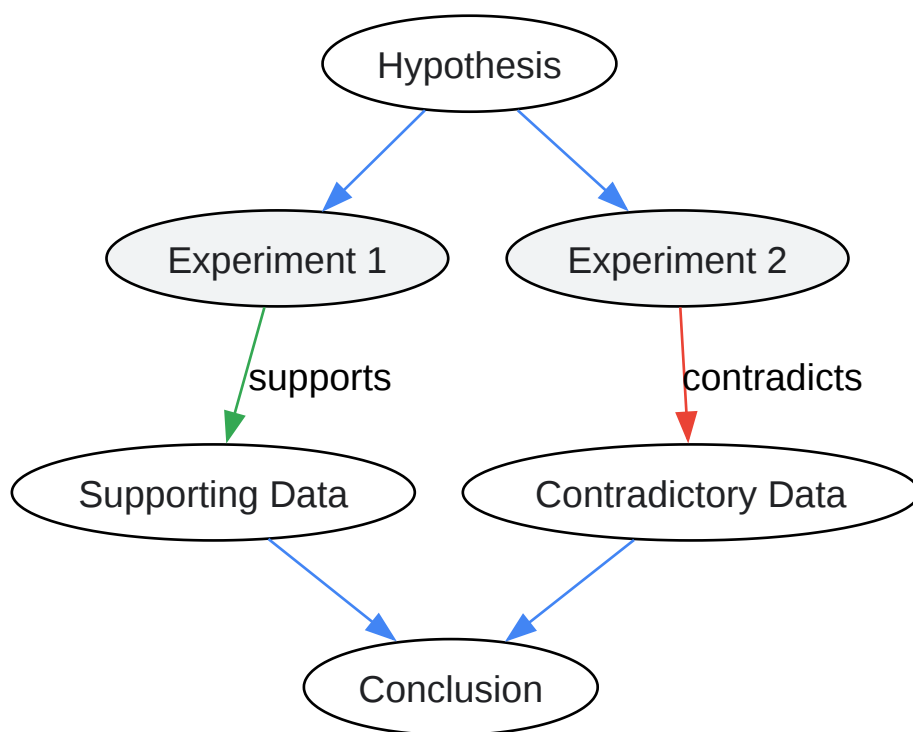 Hypothesis
Experiment 1
Experiment 2
supports
contradicts
Supporting Data
Contradictory Data
Conclusion